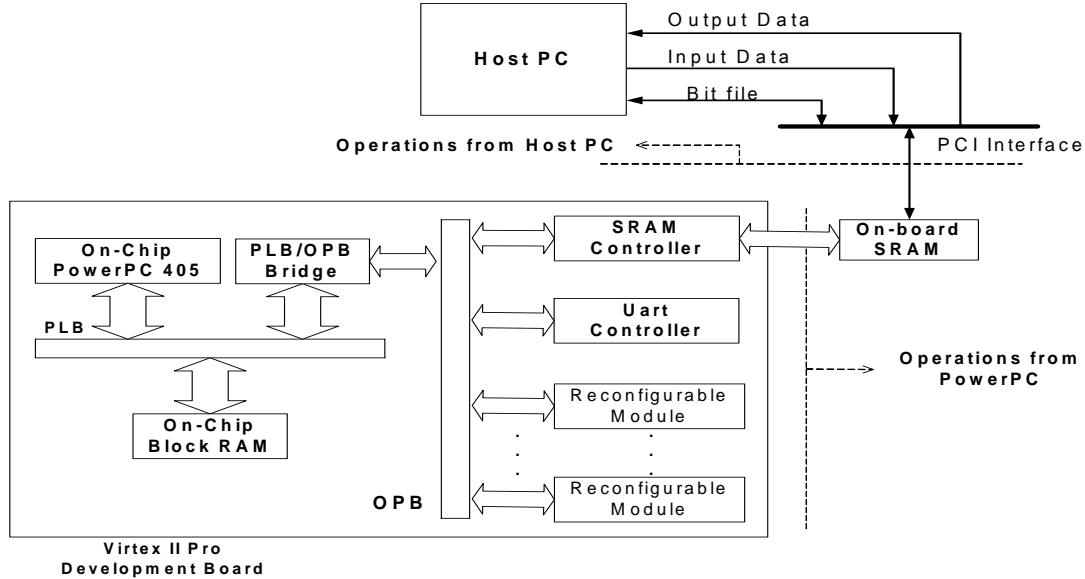 Output Data
Host PC
Input Data
Bit file
Operations from Host PC
PCI Interface
On-Chip
PowerPC 405
PLB/OPB
Bridge
SRAM
Controller
On-board
SRAM
PLB
Uart
Controller
Operations from
PowerPC
On-Chip
Block RAM
Reconfigurable
Module
OPB
Reconfigurable
Module
Virtex II Pro
Development Board